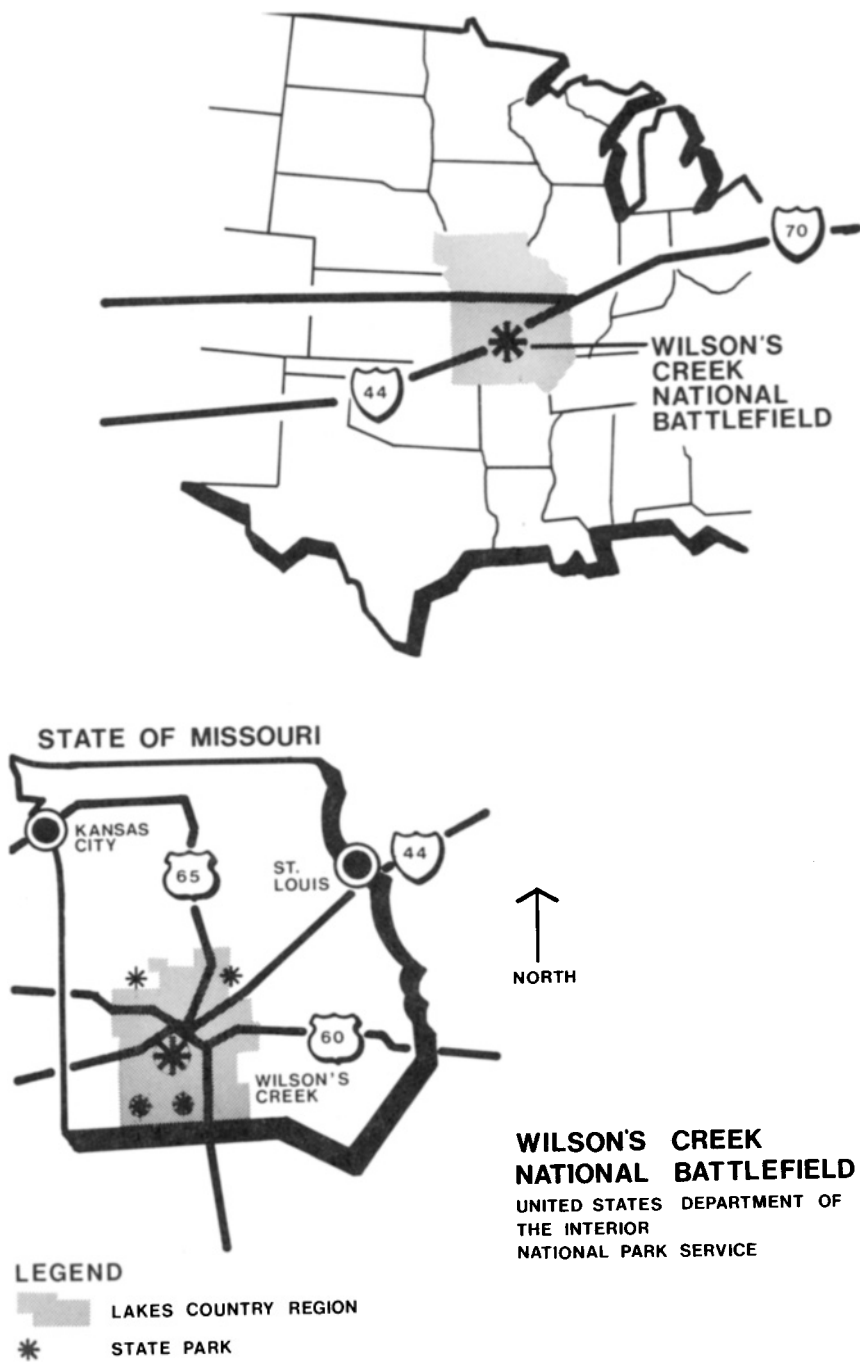 70
WILSON'S
CREEK
NATIONAL
BATTLEFIELD
44
STATE OF MISSOURI
KANSAS
CITY
65
ST.
LOUIS
44
NORTH
60
WILSON'S
CREEK
WILSON'S CREEK
NATIONAL BATTLEFIELD
UNITED STATES DEPARTMENT OF
THE INTERIOR
NATIONAL PARK SERVICE
LEGEND
LAKES COUNTRY REGION
STATE PARK